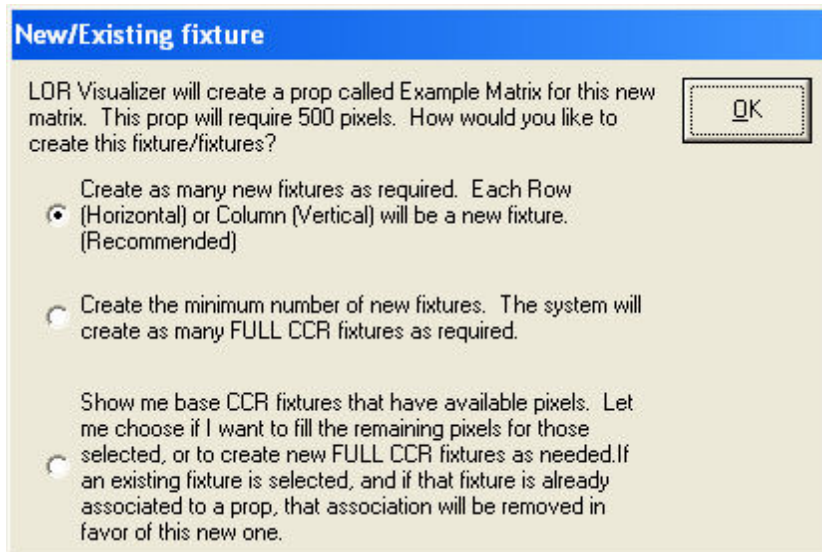 New/Existing fixture
LOR Visualizer will create a prop called Example Matrix for this new
matrix.  This prop will require 500 pixels.  How would you like to
create this fixture/fixtures?
OK
Create as many new fixtures as required.  Each Row
(Horizontal) or Column (Vertical) will be a new fixture.
(Recommended)
Create the minimum number of new fixtures.  The system will
create as many FULL CCR fixtures as required.
Show me base CCR fixtures that have available pixels.  Let
me choose if I want to fill the remaining pixels for those
selected, or to create new FULL CCR fixtures as needed.If
an existing fixture is selected, and if that fixture is already
associated to a prop, that association will be removed in
favor of this new one.